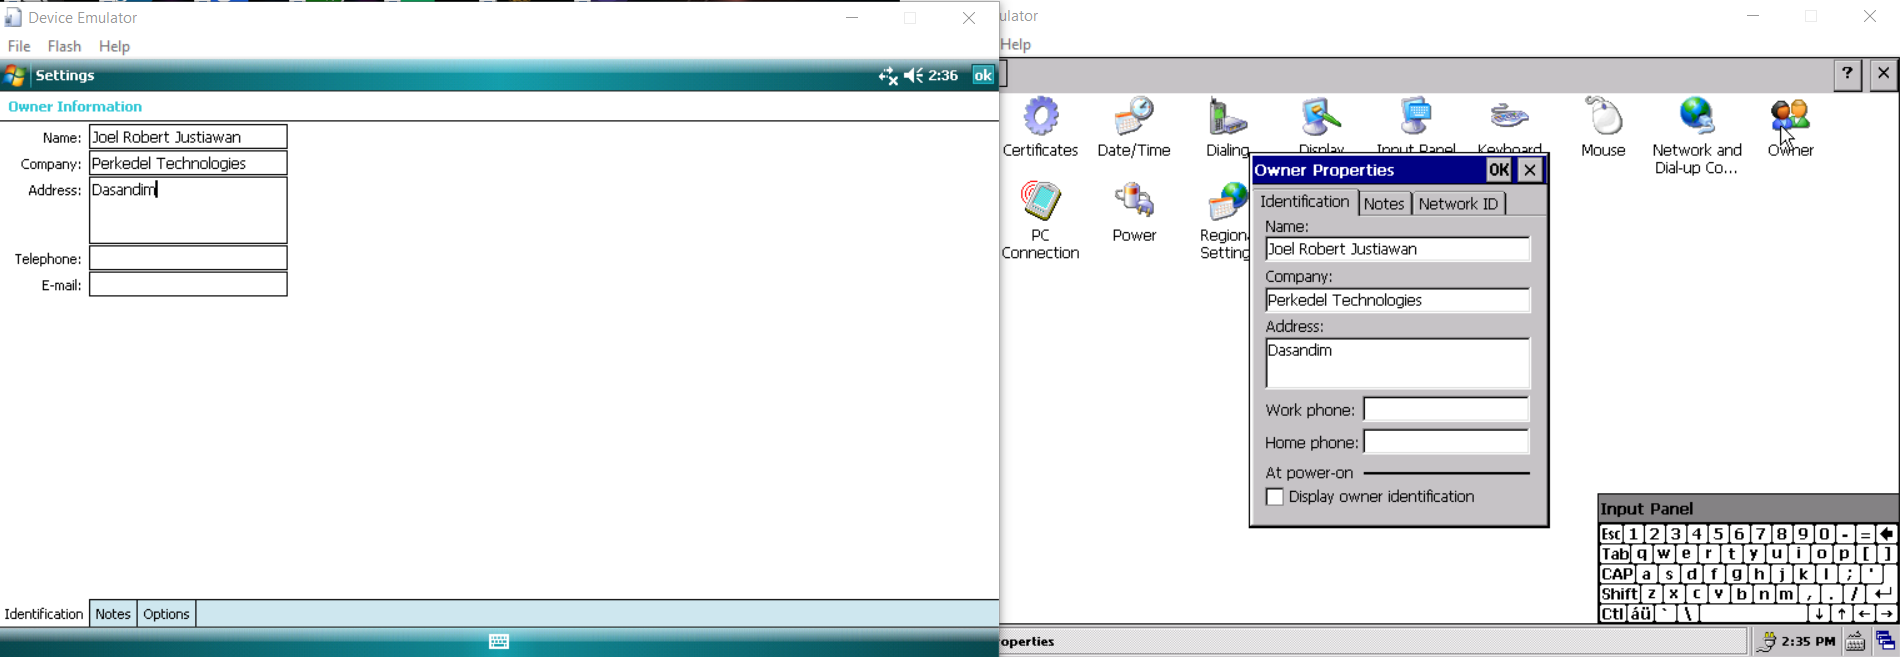 Device Emulator
File Flash Help
Settings
2:36 ok
Owner Information
Name: Joel Robert Justiawan
Company: Perkedel Technologies
Address: Dasandim
Telephone:
E-mail:
Identification Notes Options
ulator
Help
? ×
Certificates Date/Time Dialing Display Input Panel Keyboard Mouse Network and Dial-up Co... Owner
PC Connection Power Regiona Setting
Owner Properties OK ×
Identification Notes Network ID
Name:
Joel Robert Justiawan
Company:
Perkedel Technologies
Address:
Dasandim
Work phone:
Home phone:
At power-on
Display owner identification
Input Panel
Esc 1 2 3 4 5 6 7 8 9 0 - =
Tab q w e r t y u i o p [ ]
CAP a s d f g h j k l ; '
Shift z x c v b n m , . /
Ctl áü ` \ ↓ ↑ ← →
operties
2:35 PM